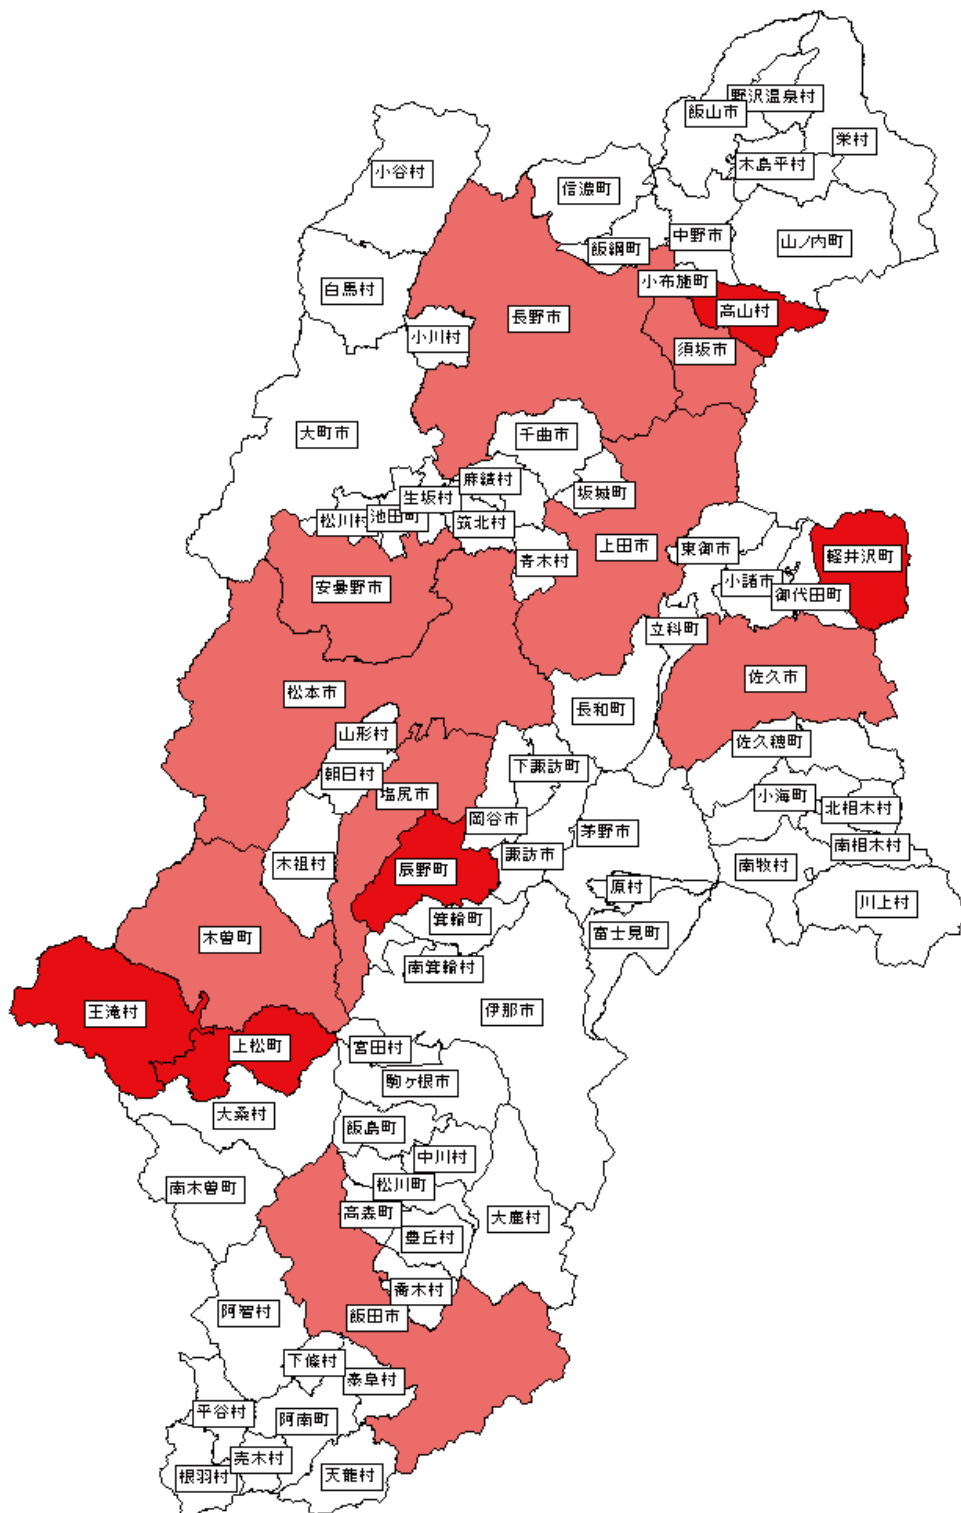 野沢温泉村
飯山市
栄村
木島平村
小谷村
信濃町
中野市
山ノ内町
飯綱町
小布施町
白馬村
高山村
長野市
小川村
須坂市
大町市
千曲市
麻績村
坂城町
生坂村
松川村
池田町
筑北村
上田市
東御市
軽井沢町
青木村
小諸市
安曇野市
御代田町
立科町
佐久市
松本市
長和町
山形村
佐久穂町
下諏訪町
朝日村
塩尻市
小海町
北相木村
岡谷市
茅野市
南相木村
諏訪市
木祖村
辰野町
南牧村
原村
川上村
箕輪町
木曽町
富士見町
南箕輪村
王滝村
伊那市
上松町
宮田村
駒ヶ根市
大桑村
飯島町
中川村
南木曽町
松川町
高森町
大鹿村
豊丘村
喬木村
阿智村
飯田市
下條村
泰阜村
平谷村
阿南町
売木村
根羽村
天龍村